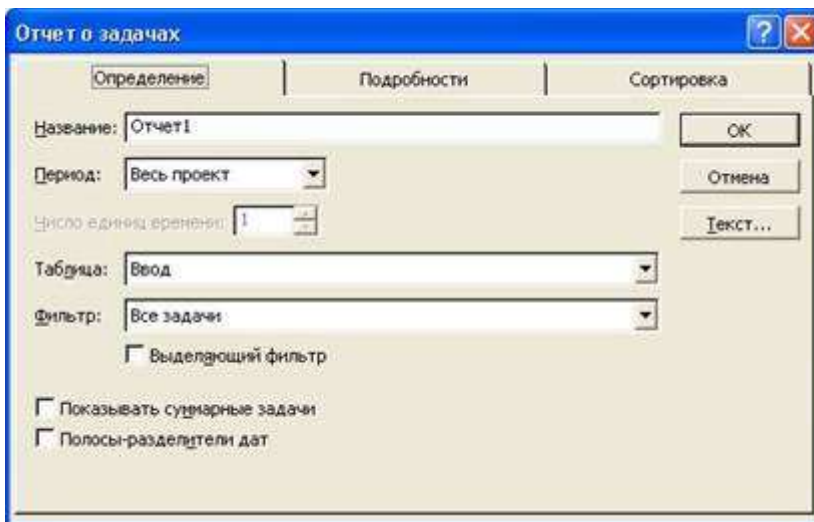 Отчет о задачах
Определение Подробности Сортировка
Название: Отчет1 ОК
Период: Весь проект Отмена
Число единиц времени: 1 Текст...
Таблица: Ввод
Фильтр: Все задачи
Выделяющий фильтр
Показывать суммарные задачи
Полосы-разделители дат